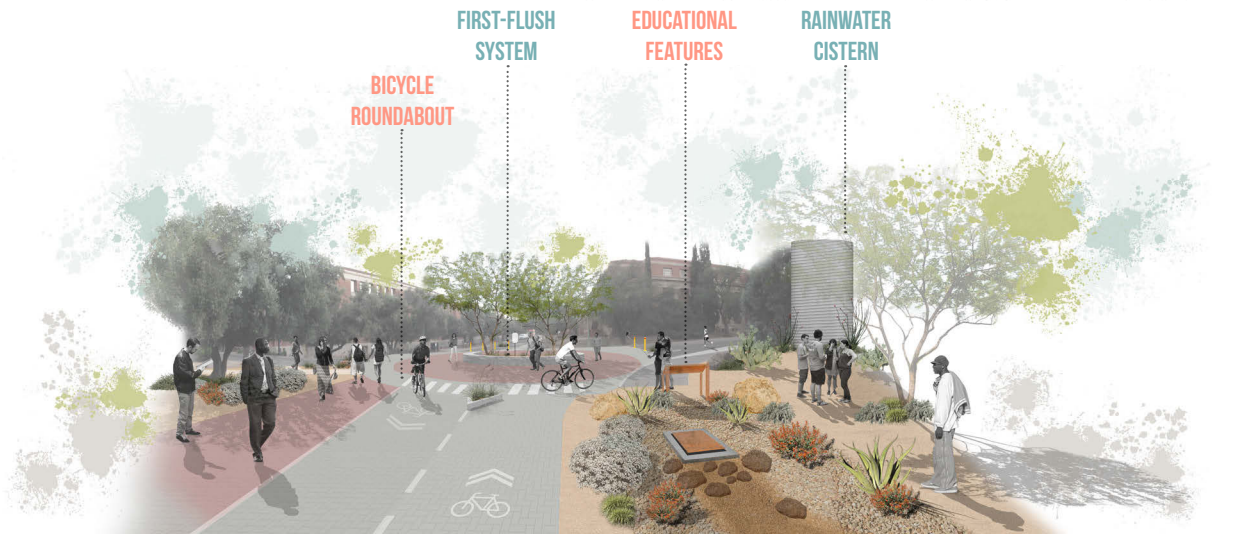 FIRST-FLUSH
SYSTEM
EDUCATIONAL
FEATURES
RAINWATER
CISTERN
BICYCLE
ROUNDABOUT